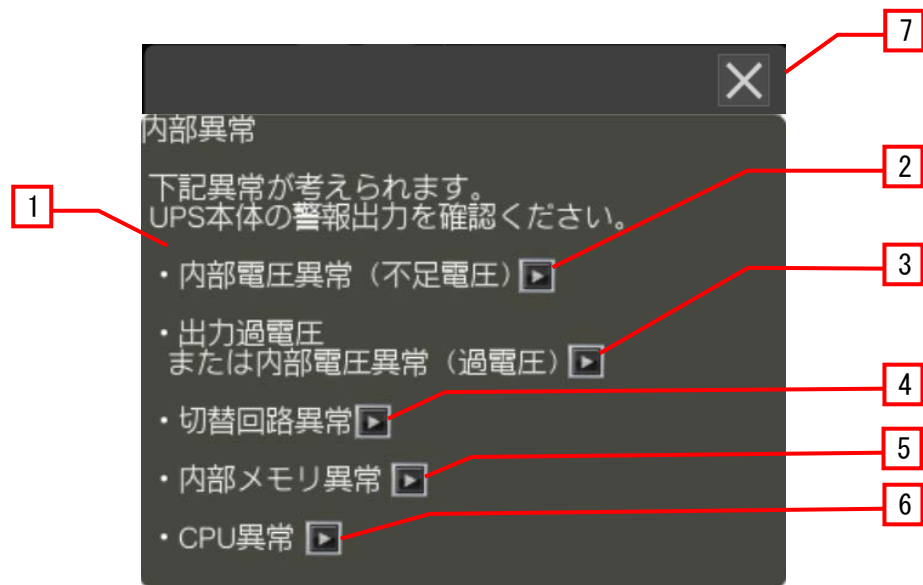 7
内部異常
2
下記異常が考えられます。
1
UPS本体の警報出力を確認ください。
3
・内部電圧異常（不足電圧）
・出力過電圧
または内部電圧異常（過電圧）
4
・切替回路異常
5
・内部メモリ異常
6
・CPU異常